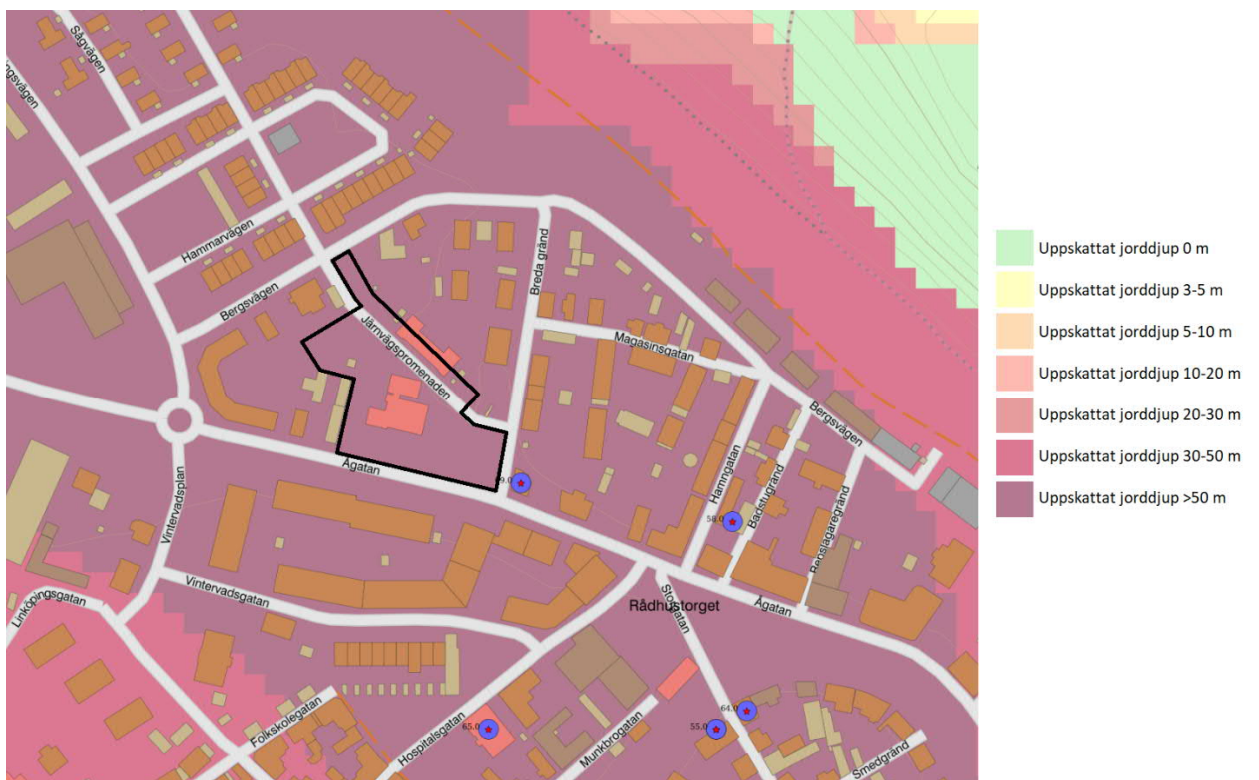 Sågvägen
Hammarvägen
Bergsvägen
Järnvägspromenaden
Breda gränd
Magasinsgatan
Bergsvägen
Ågatan
Vintervadsplan
Hamngatan
Badstugränd
Repslagaregränd
58.0
Linköpingsgatan
Vintervadsgatan
Rådhustorget
Storgatan
Ågatan
Folkskolegatan
Hospitalsgatan
Munkbrogatan
Smedgränd
65.0
55.0
64.0
Uppskattat jorddjup 0 m
Uppskattat jorddjup 3-5 m
Uppskattat jorddjup 5-10 m
Uppskattat jorddjup 10-20 m
Uppskattat jorddjup 20-30 m
Uppskattat jorddjup 30-50 m
Uppskattat jorddjup >50 m